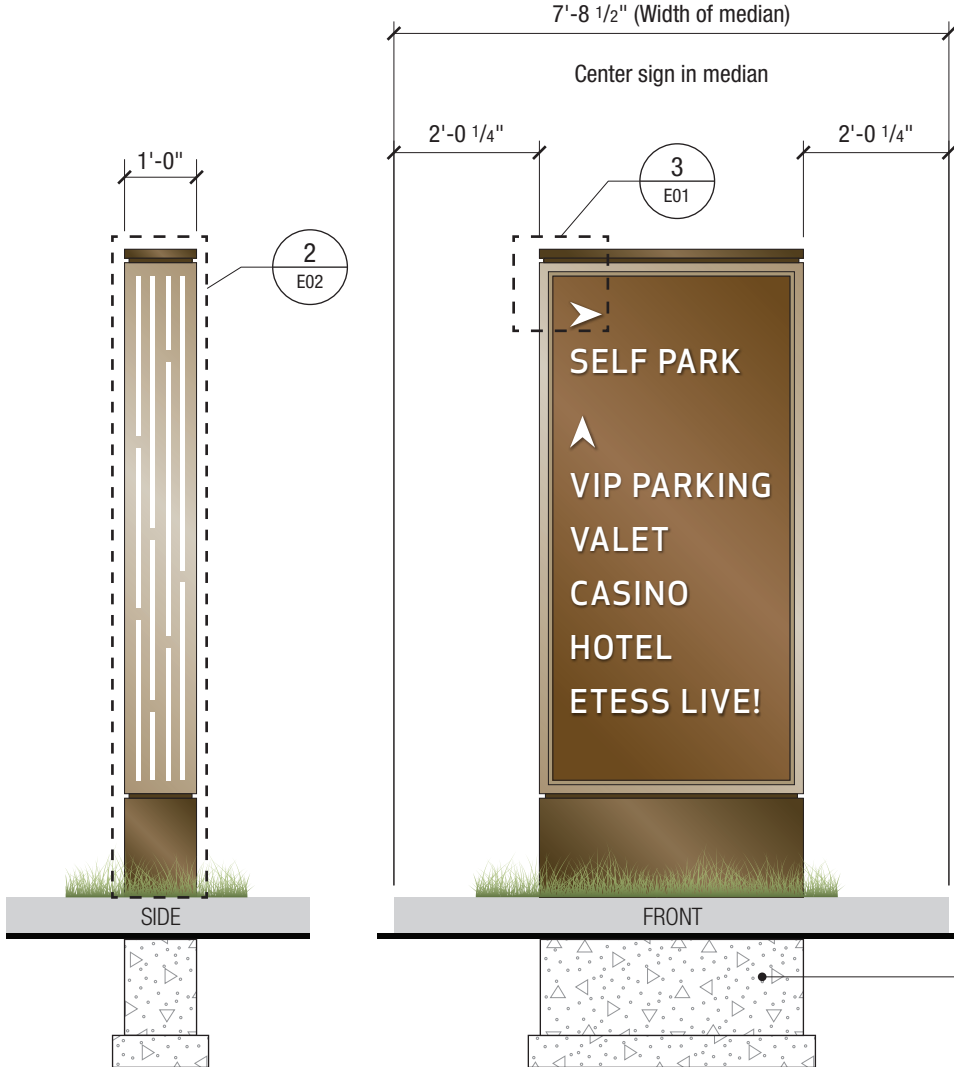 7'-8 1/2" (Width of median)
Center sign in median
2'-0 1/4"
2'-0 1/4"
1'-0"
3
E01
2
E02
SELF PARK
VIP PARKING
VALET
CASINO
HOTEL
ETESS LIVE!
SIDE
FRONT